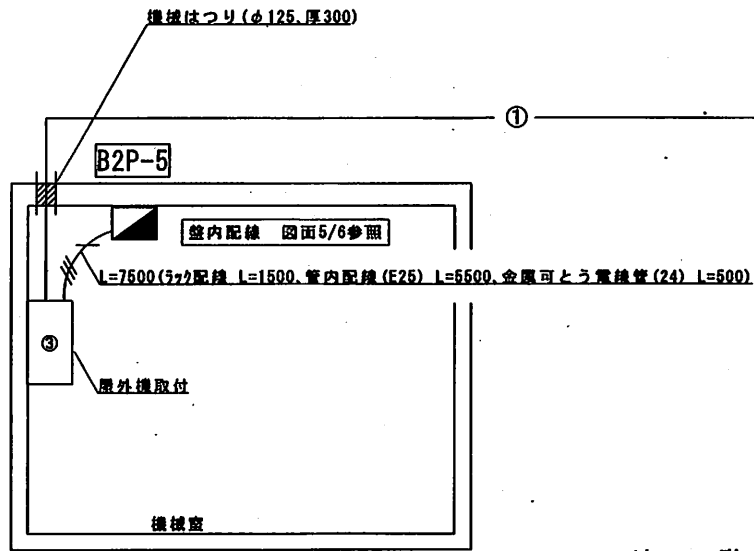 機械はつり(φ125、厚300)
①
B2P-5
盤内配線 図面5/6参照
L=7500(ﾗｯｸ配線 L=1500、管内配線(E25) L=5500、金属可とう電線管(24) L=500)
③
屋外機取付
機械室